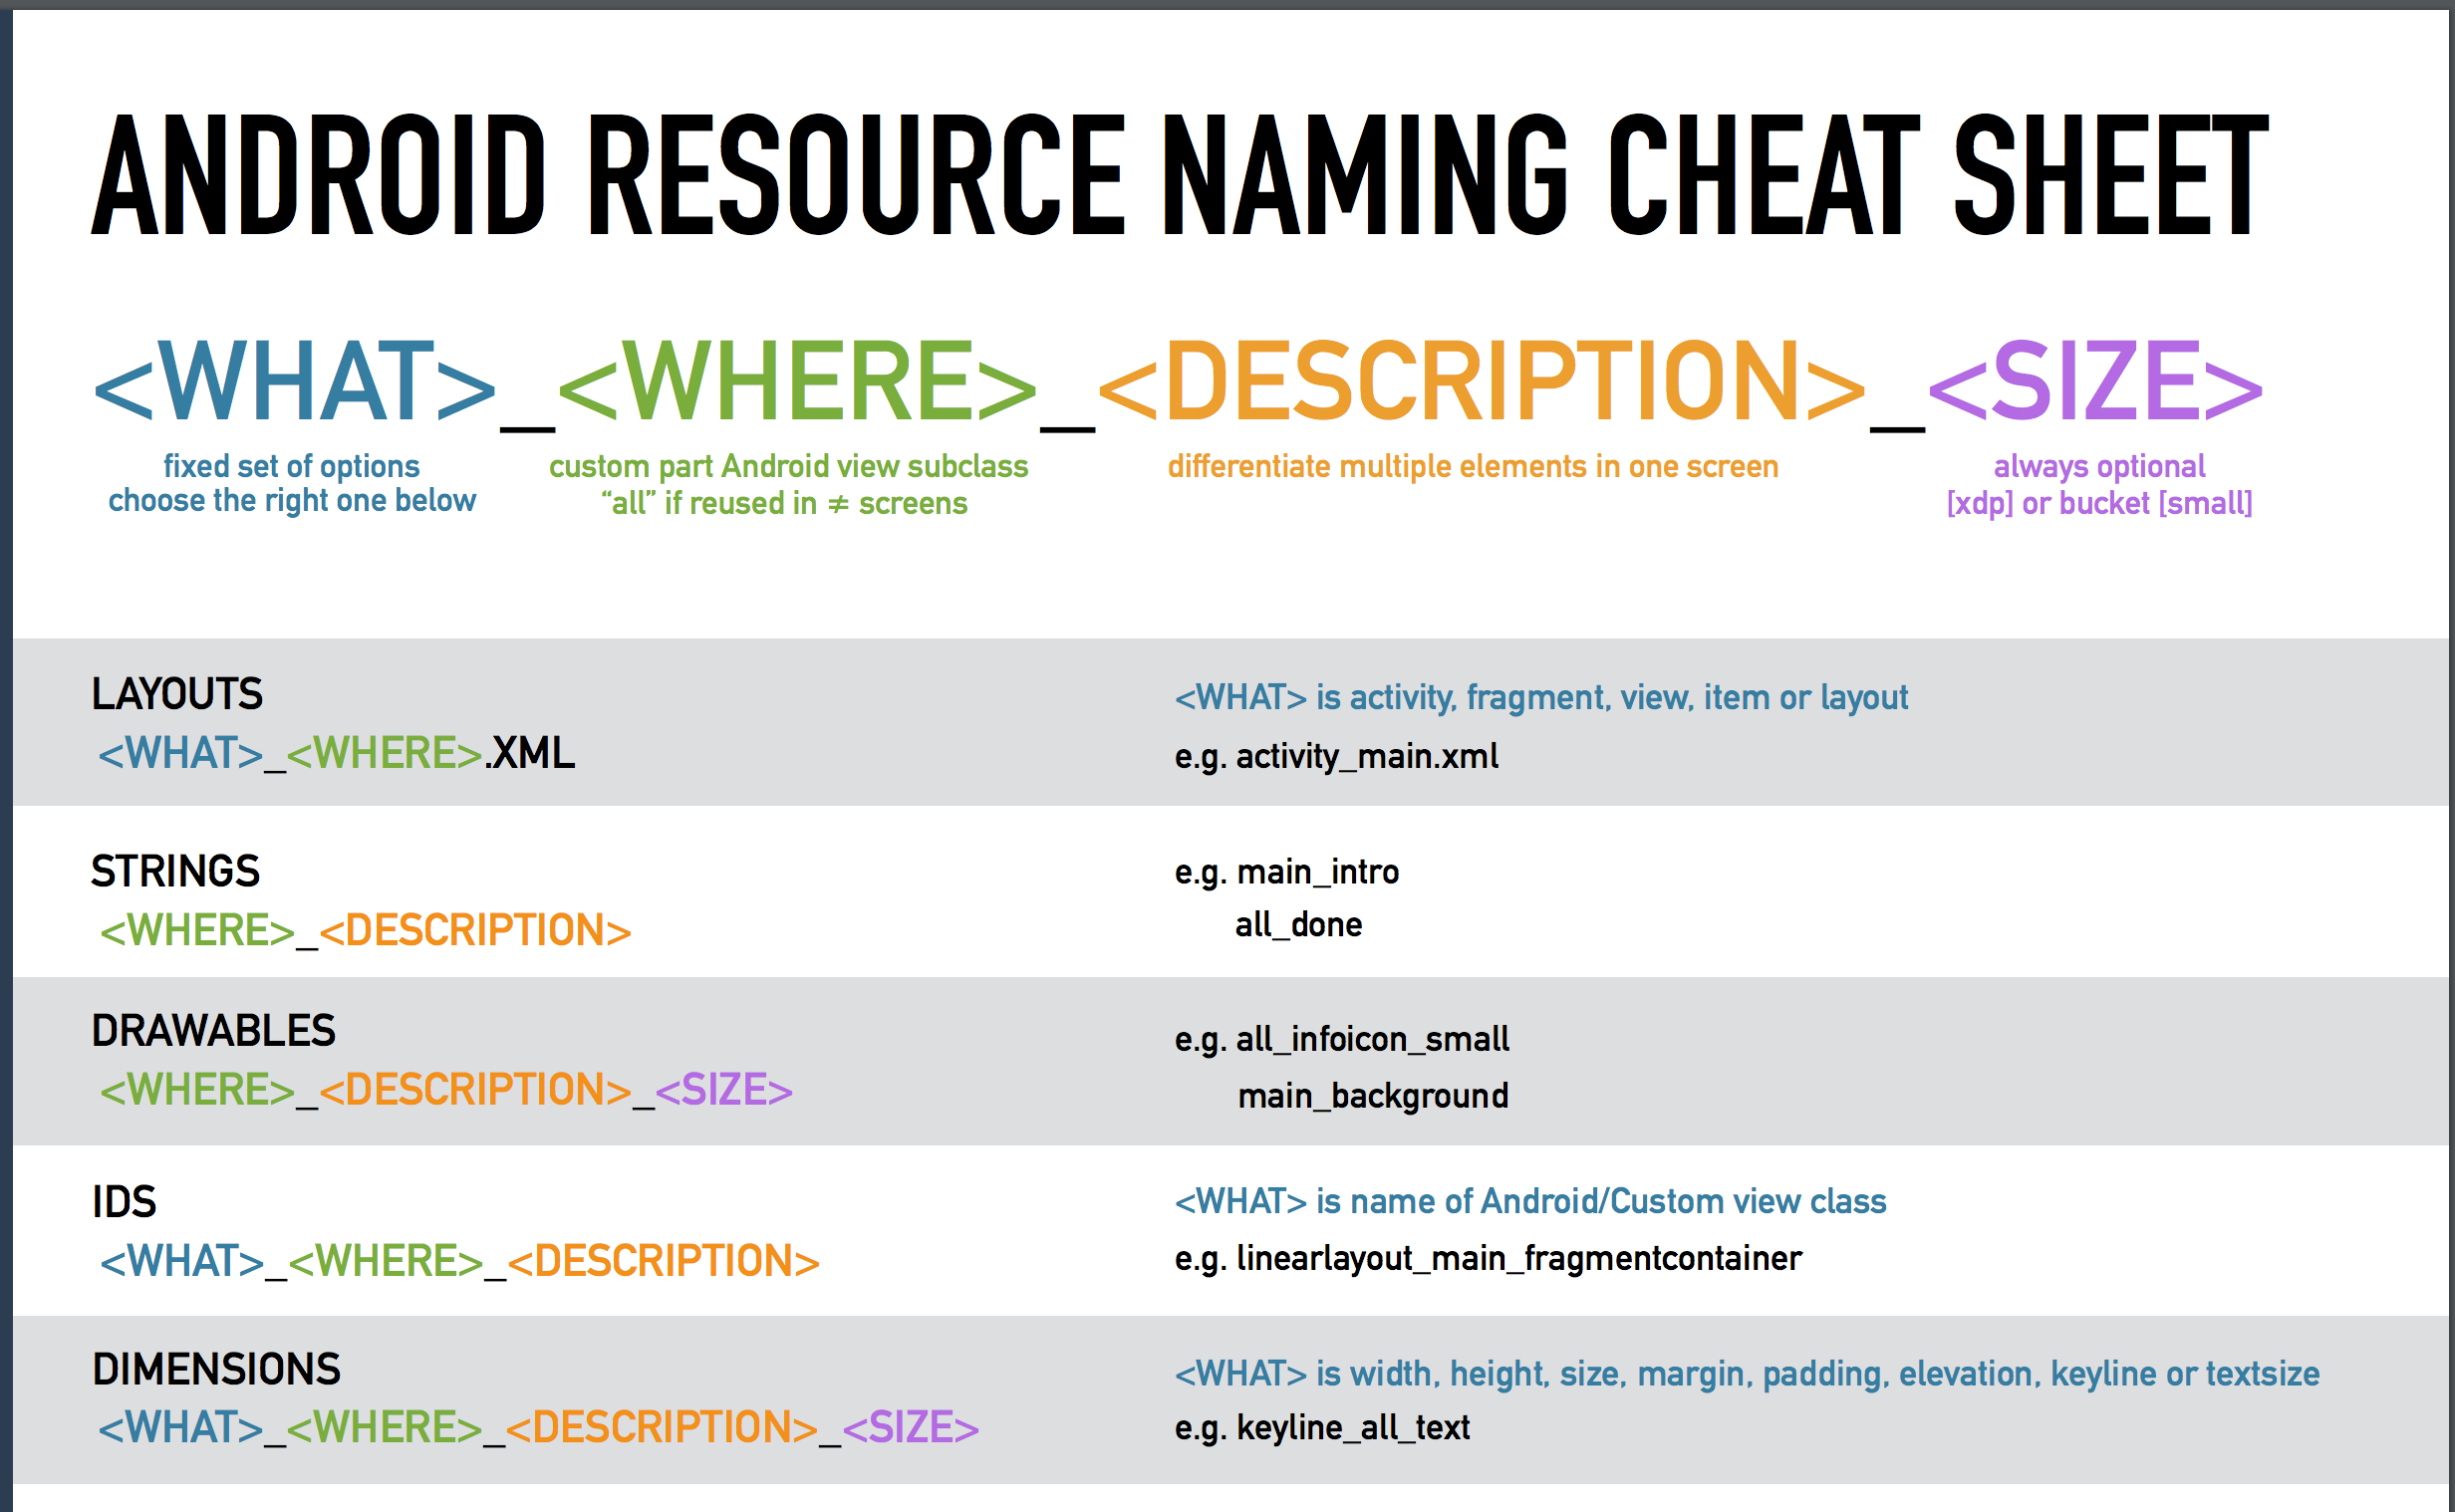 ANDROID RESOURCE NAMING CHEAT SHEET
<WHAT>_<WHERE>_<DESCRIPTION>_<SIZE>
fixed set of options
choose the right one below
custom part Android view subclass
“all” if reused in ≠ screens
differentiate multiple elements in one screen
always optional
[xdp] or bucket [small]
LAYOUTS
<WHAT>_<WHERE>.XML
<WHAT> is activity, fragment, view, item or layout
e.g. activity_main.xml
STRINGS
<WHERE>_<DESCRIPTION>
e.g. main_intro
all_done
DRAWABLES
<WHERE>_<DESCRIPTION>_<SIZE>
e.g. all_infoicon_small
main_background
IDS
<WHAT>_<WHERE>_<DESCRIPTION>
<WHAT> is name of Android/Custom view class
e.g. linearlayout_main_fragmentcontainer
DIMENSIONS
<WHAT>_<WHERE>_<DESCRIPTION>_<SIZE>
<WHAT> is width, height, size, margin, padding, elevation, keyline or textsize
e.g. keyline_all_text